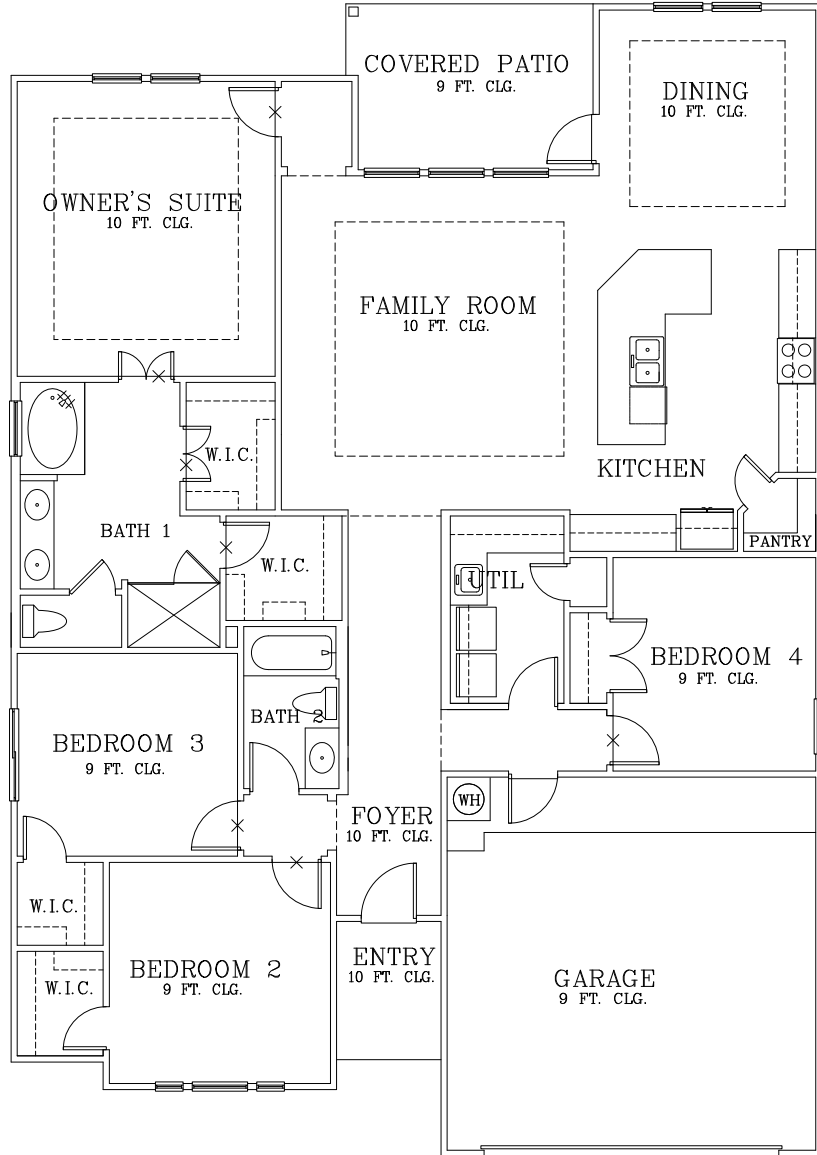 COVERED PATIO
9 FT. CLG.
DINING
10 FT. CLG.
OWNER'S SUITE
10 FT. CLG.
FAMILY ROOM
10 FT. CLG.
W.I.C.
KITCHEN
BATH 1
PANTRY
W.I.C.
UTIL
BEDROOM 4
9 FT. CLG.
BATH 2
BEDROOM 3
9 FT. CLG.
WH
FOYER
10 FT. CLG.
W.I.C.
ENTRY
10 FT. CLG.
BEDROOM 2
9 FT. CLG.
W.I.C.
GARAGE
9 FT. CLG.